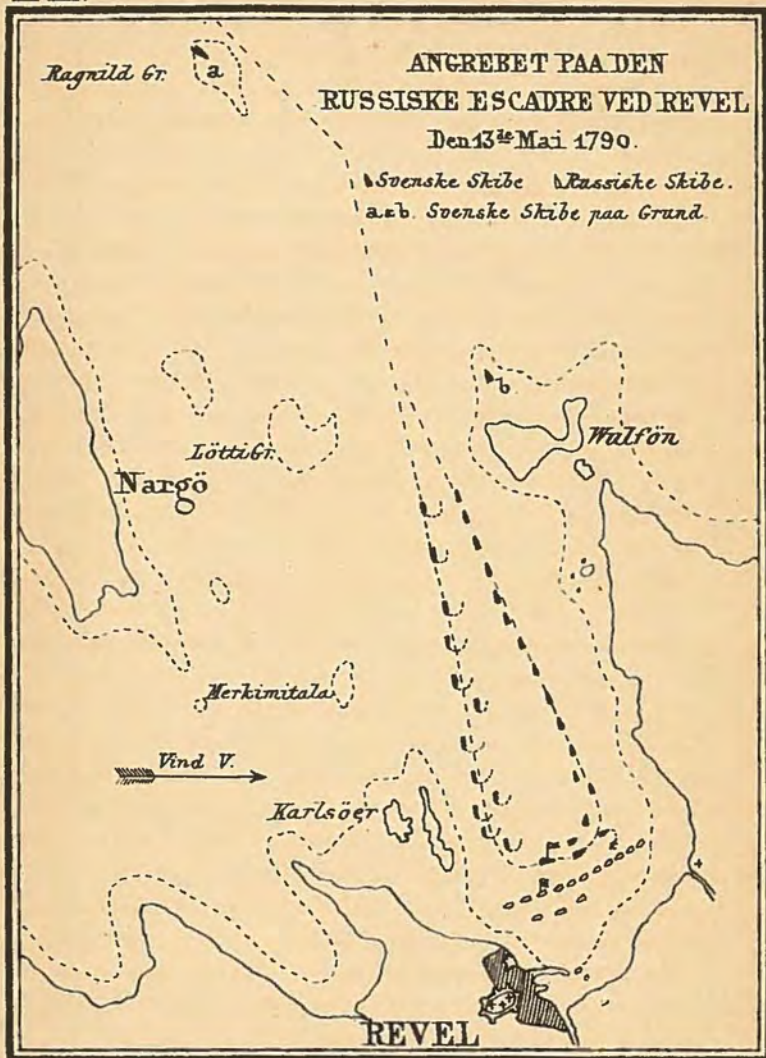 ANGREBET PAA DEN
RUSSISKE ESCADRE VED REVEL
Den 13de Mai 1790.
Svenske Skibe Russiske Skibe.
a & b. Svenske Skibe paa Grund.
Ragnild Gr.
a
b
Wulfön
Lötti Gr.
Nargö
Merkimitala
Vind V.
Karlsöer
REVEL